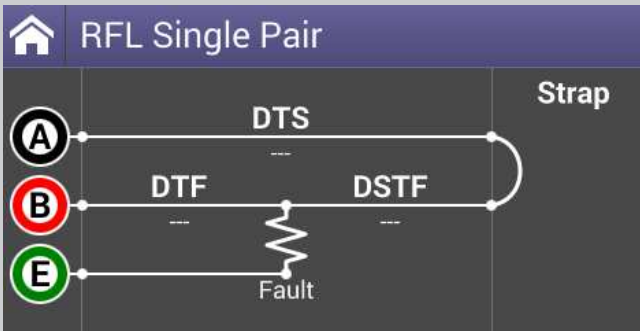 RFL Single Pair
Strap
A
DTS
---
B
DTF
---
DSTF
---
E
Fault